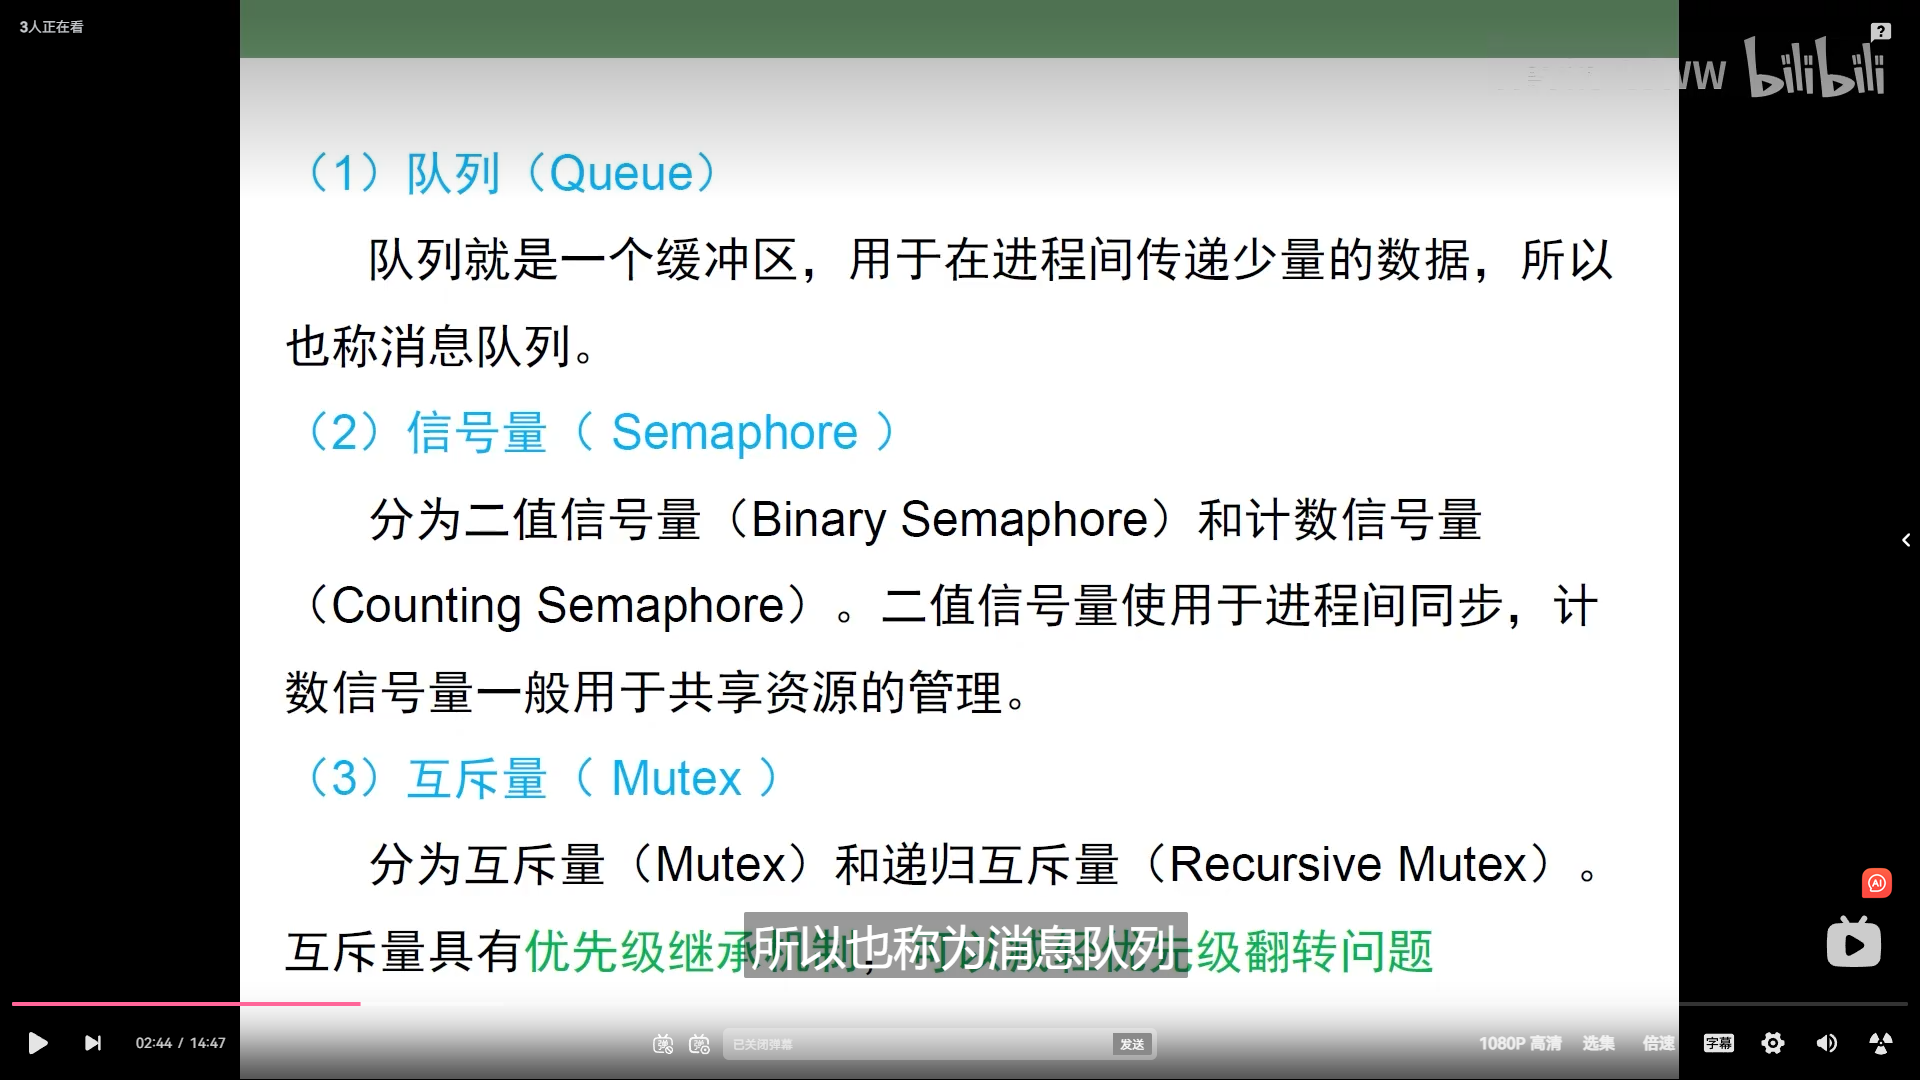 3人正在看
bilibili
（1）队列（Queue）
队列就是一个缓冲区，用于在进程间传递少量的数据，所以
也称消息队列。
（2）信号量（ Semaphore ）
分为二值信号量（Binary Semaphore）和计数信号量
（Counting Semaphore）。二值信号量使用于进程间同步，计
数信号量一般用于共享资源的管理。
（3）互斥量（ Mutex ）
分为互斥量（Mutex）和递归互斥量（Recursive Mutex）。
互斥量具有优先级继承机制，可以减轻优先级翻转问题
所以也称为消息队列
02:44 / 14:47
已关闭弹幕
发送
1080P 高清
选集
倍速
字幕
AI